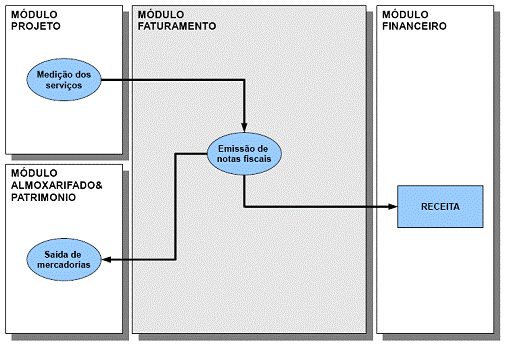 MÓDULO
PROJETO
Medição dos
serviços
MÓDULO
ALMOXARIFADO&
PATRIMONIO
Saída de
mercadorias
MÓDULO
FATURAMENTO
Emissão de
notas fiscais
MÓDULO
FINANCEIRO
RECEITA